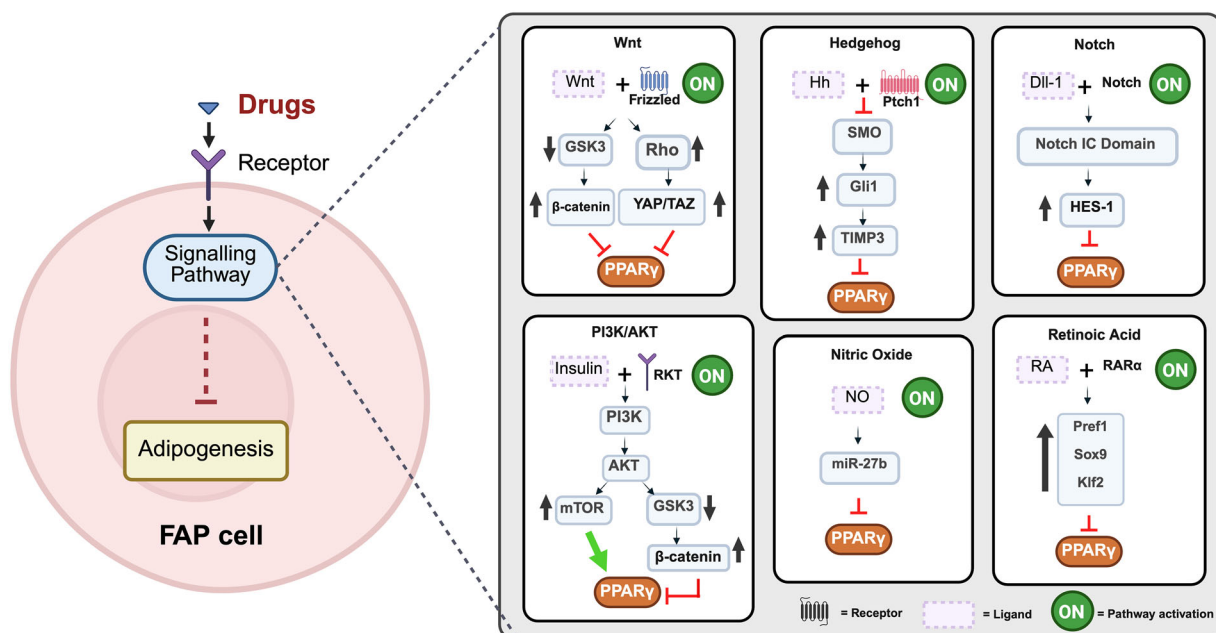 Drugs
Receptor
Signalling
Pathway
Adipogenesis
FAP cell
Wnt
Wnt + Frizzled ON
GSK3 Rho
β-catenin YAP/TAZ
PPARγ
Hedgehog
Hh + Ptch1 ON
SMO
Gli1
TIMP3
PPARγ
Notch
Dll-1 + Notch ON
Notch IC Domain
HES-1
PPARγ
PI3K/AKT
Insulin + RKT ON
PI3K
AKT
mTOR GSK3
β-catenin
PPARγ
Nitric Oxide
NO ON
miR-27b
PPARγ
Retinoic Acid
RA + RARα ON
Pref1
Sox9
Klf2
PPARγ
= Receptor = Ligand ON = Pathway activation